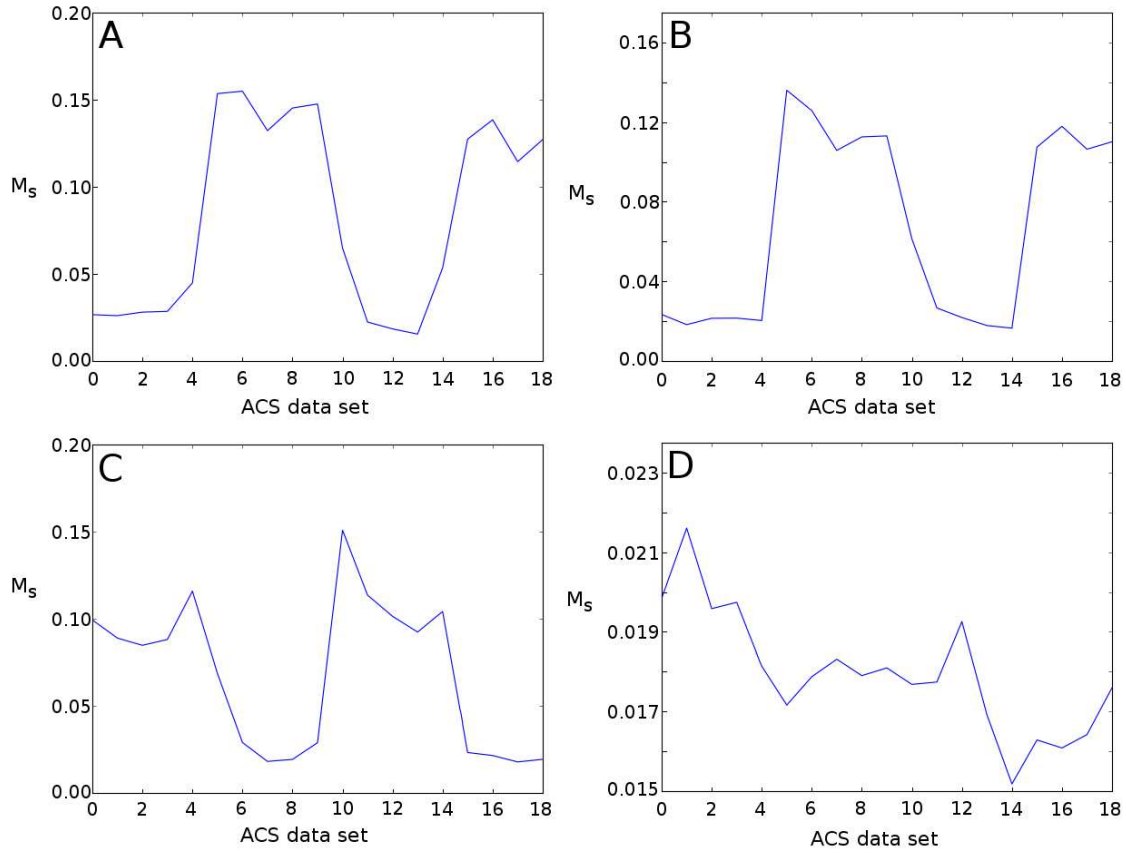 A
0.20
0.15
0.10
0.05
0.00
Ms
0 2 4 6 8 10 12 14 16 18
ACS data set
B
0.16
0.12
0.08
0.04
0.00
Ms
0 2 4 6 8 10 12 14 16 18
ACS data set
C
0.20
0.15
0.10
0.05
0.00
Ms
0 2 4 6 8 10 12 14 16 18
ACS data set
D
0.023
0.021
0.019
0.017
0.015
Ms
0 2 4 6 8 10 12 14 16 18
ACS data set